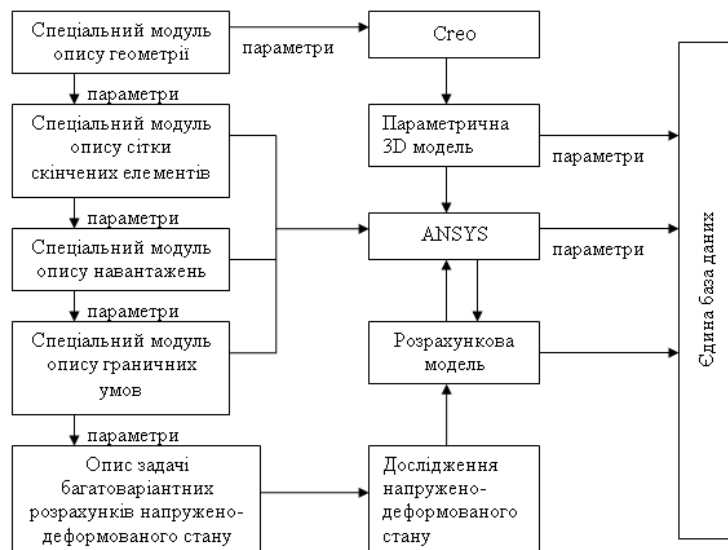 Спеціальний модуль
опису геометрії
параметри
Creo
параметри
Спеціальний модуль
опису сітки
скінчених елементів
Параметрична
3D модель
параметри
параметри
Спеціальний модуль
опису навантажень
ANSYS
параметри
параметри
Спеціальний модуль
опису граничних
умов
Розрахункова
модель
параметри
Опис задачі
багатоваріантних
розрахунків напружено-
деформованого стану
Дослідження
напружено-
деформованого
стану
Єдина база даних